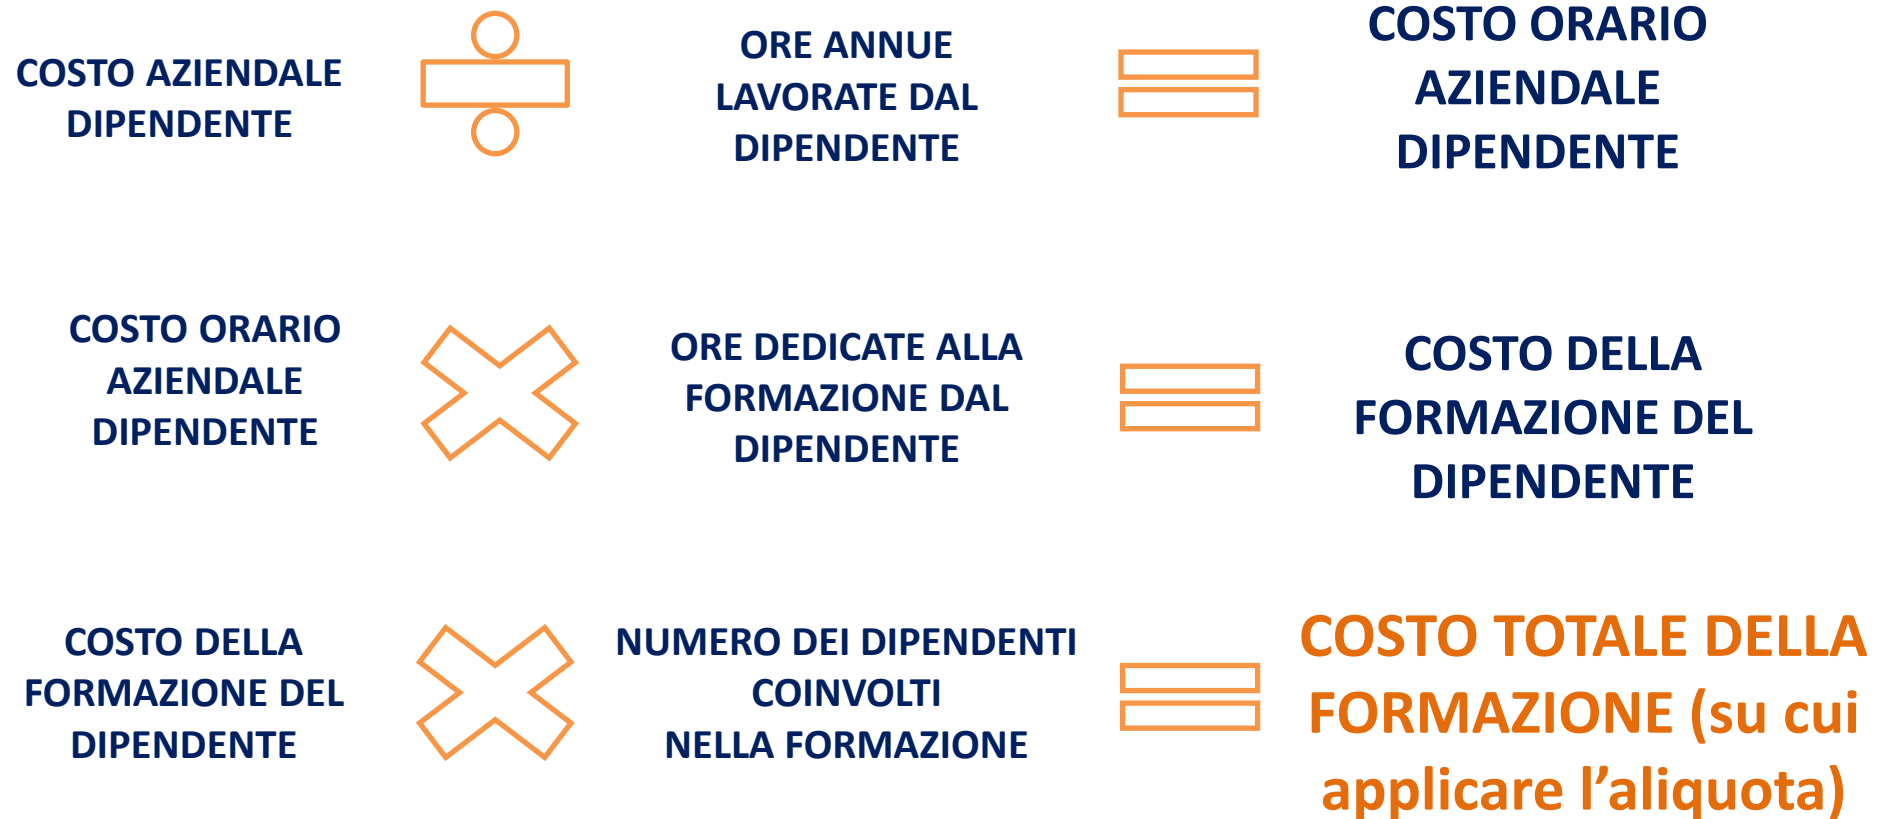 COSTO AZIENDALE
DIPENDENTE
ORE ANNUE
LAVORATE DAL
DIPENDENTE
COSTO ORARIO
AZIENDALE
DIPENDENTE
COSTO ORARIO
AZIENDALE
DIPENDENTE
ORE DEDICATE ALLA
FORMAZIONE DAL
DIPENDENTE
COSTO DELLA
FORMAZIONE DEL
DIPENDENTE
COSTO DELLA
FORMAZIONE DEL
DIPENDENTE
NUMERO DEI DIPENDENTI
COINVOLTI
NELLA FORMAZIONE
COSTO TOTALE DELLA
FORMAZIONE (su cui
applicare l’aliquota)